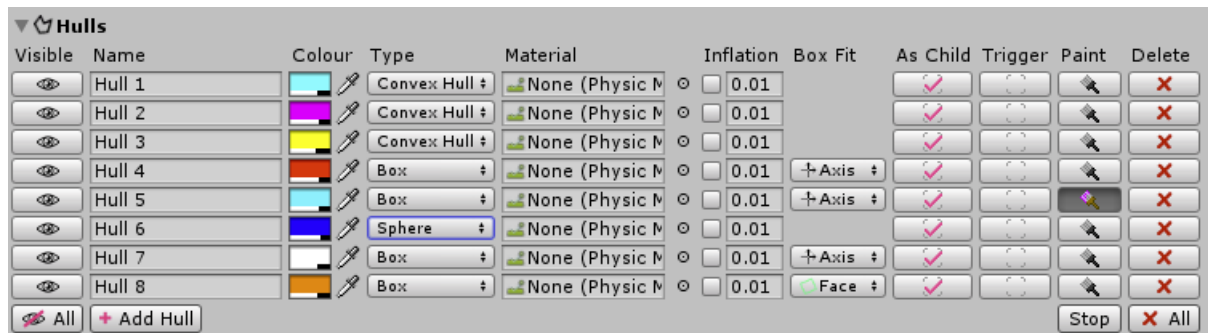 Hulls
Visible Name Colour Type Material Inflation Box Fit As Child Trigger Paint Delete
Hull 1 Convex Hull None (Physic M 0.01
Hull 2 Convex Hull None (Physic M 0.01
Hull 3 Convex Hull None (Physic M 0.01
Hull 4 Box None (Physic M 0.01 Axis
Hull 5 Box None (Physic M 0.01 Axis
Hull 6 Sphere None (Physic M 0.01
Hull 7 Box None (Physic M 0.01 Axis
Hull 8 Box None (Physic M 0.01 Face
All + Add Hull Stop All